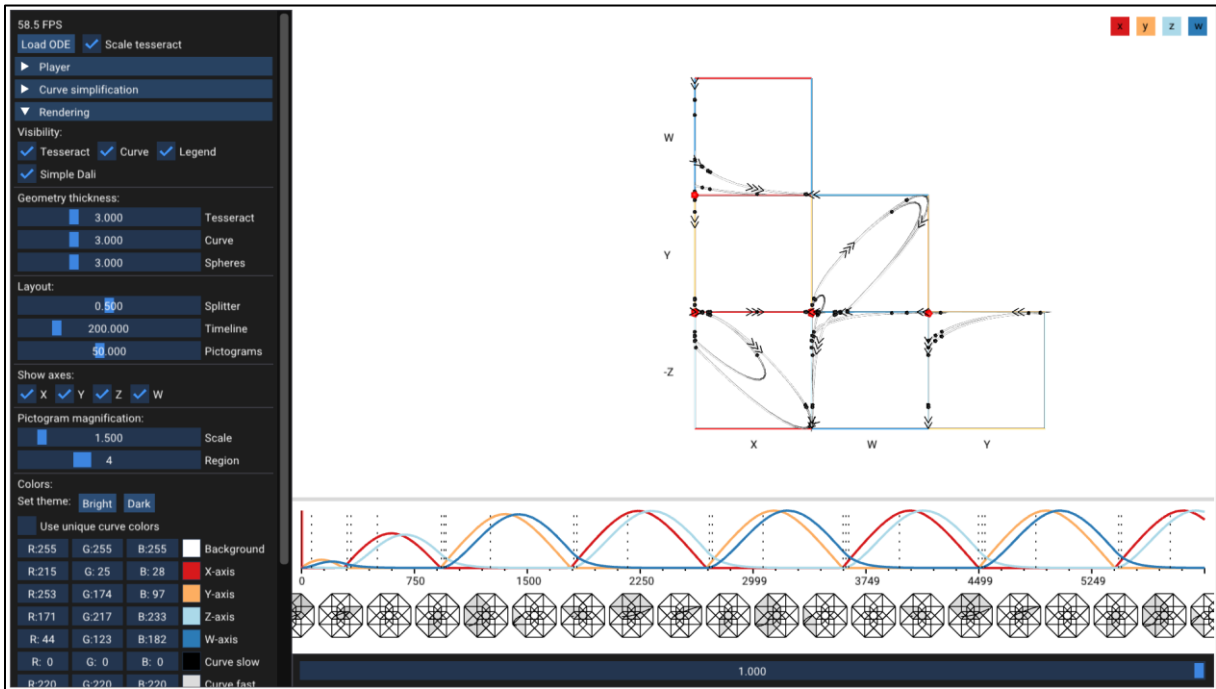 58.5 FPS
Load ODE Scale tesseract
Player
Curve simplification
Rendering
Visibility:
Tesseract Curve Legend
Simple Dali
Geometry thickness:
3.000 Tesseract
3.000 Curve
3.000 Spheres
Layout:
0.500 Splitter
200.000 Timeline
50.000 Pictograms
Show axes:
X Y Z W
Pictogram magnification:
1.500 Scale
4 Region
Colors:
Set theme: Bright Dark
Use unique curve colors
R:255 G:255 B:255 Background
R:215 G: 25 B: 28 X-axis
R:253 G:174 B: 97 Y-axis
R:171 G:217 B:233 Z-axis
R: 44 G:123 B:182 W-axis
R: 0 G: 0 B: 0 Curve slow
R:220 G:220 B:220 Curve fast
x y z w
W
Y
-Z
X W Y
0 750 1500 2250 2999 3749 4499 5249
1.000